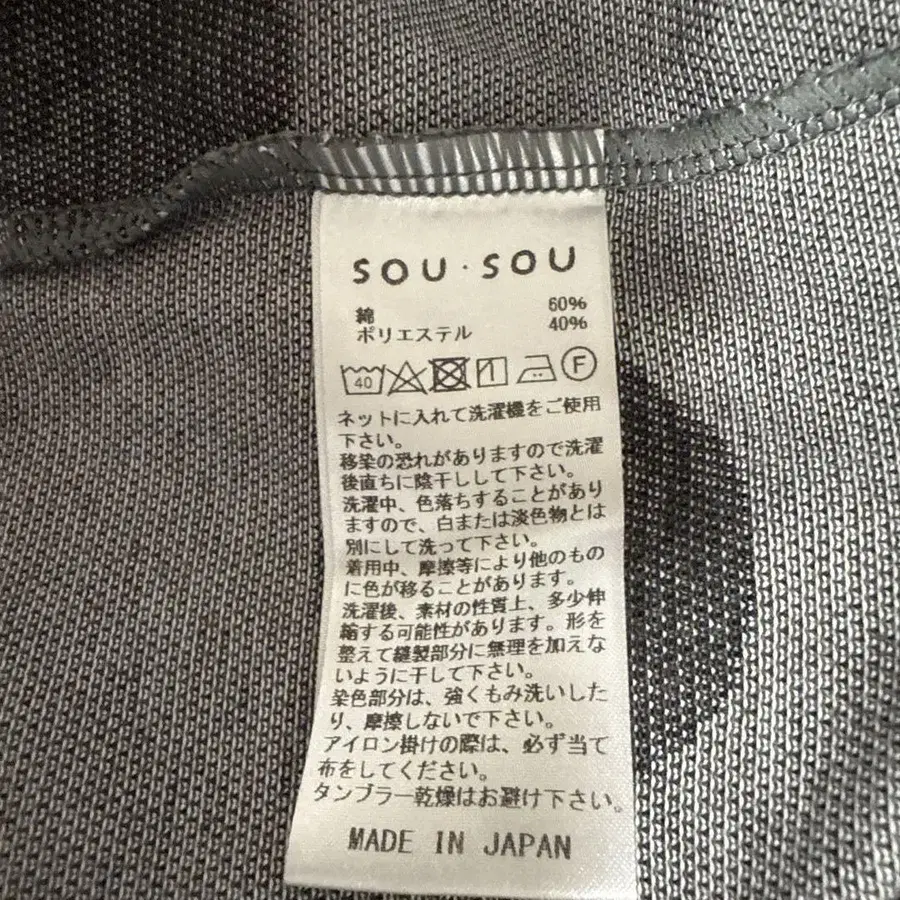 SOU・SOU
綿 60%
ポリエステル 40%
40 F
ネットに入れて洗濯機をご使用
下さい。
移染の恐れがありますので洗濯
後直ちに陰干しして下さい。
洗濯中、色落ちすることがあり
ますので、白または淡色物とは
別にして洗って下さい。
着用中、摩擦等により他のもの
に色が移ることがあります。
洗濯後、素材の性質上、多少伸
縮する可能性があります。形を
整えて縫製部分に無理を加えな
いように干して下さい。
染色部分は、強くもみ洗いした
り、摩擦しないで下さい。
アイロン掛けの際は、必ず当て
布をしてください。
タンブラー乾燥はお避け下さい。
MADE IN JAPAN